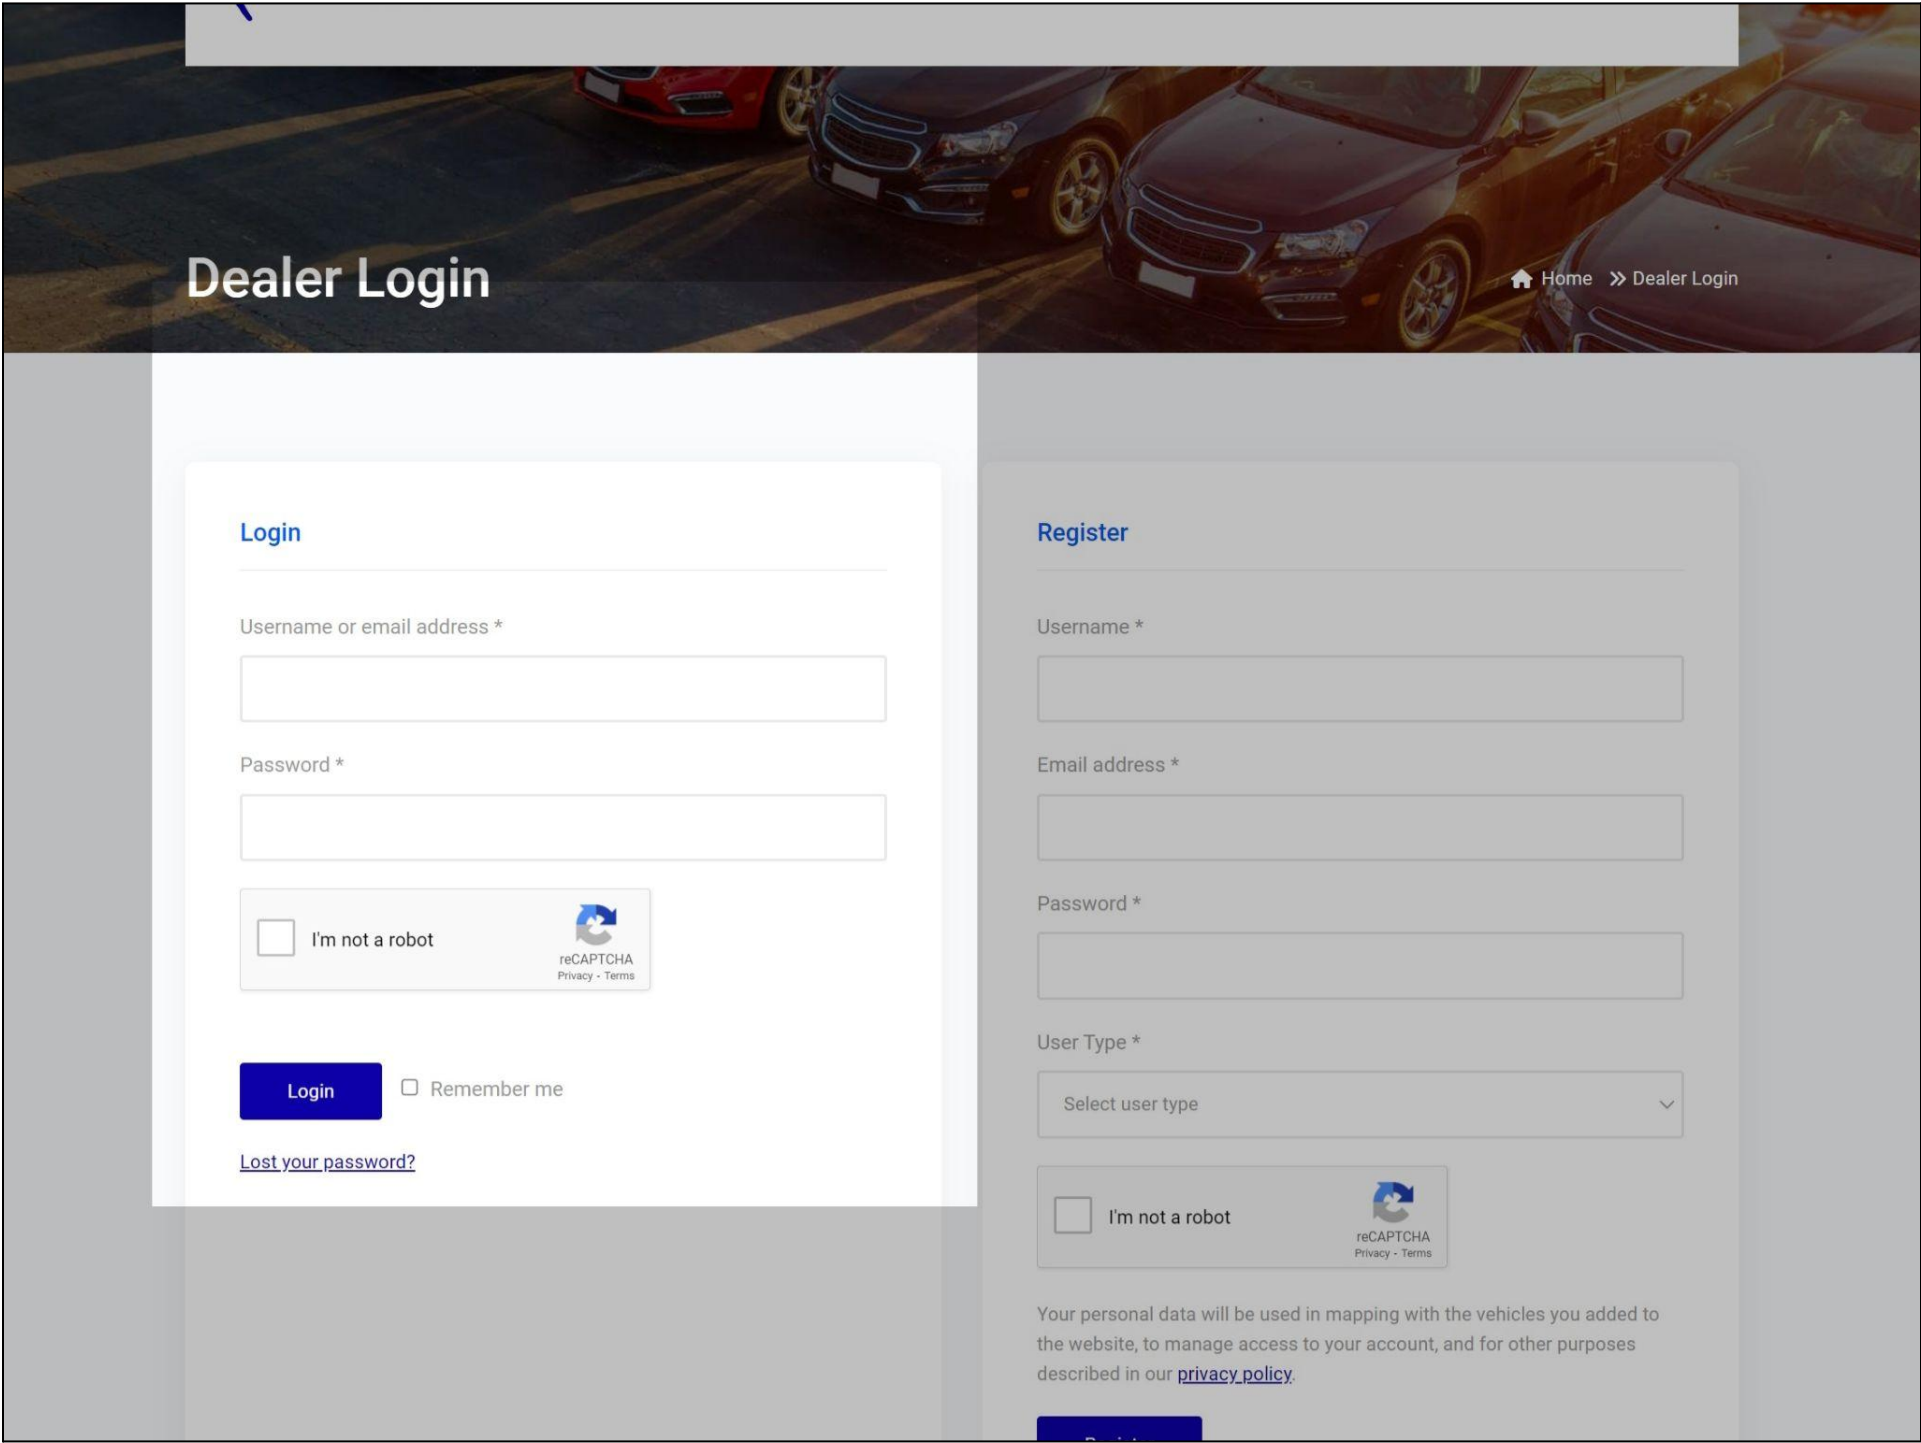 Dealer Login
Home » Dealer Login
Login
Username or email address *
Password *
I'm not a robot
reCAPTCHA
Privacy - Terms
Login
Remember me
Lost your password?
Register
Username *
Email address *
Password *
User Type *
Select user type
I'm not a robot
reCAPTCHA
Privacy - Terms
Your personal data will be used in mapping with the vehicles you added to
the website, to manage access to your account, and for other purposes
described in our privacy policy.